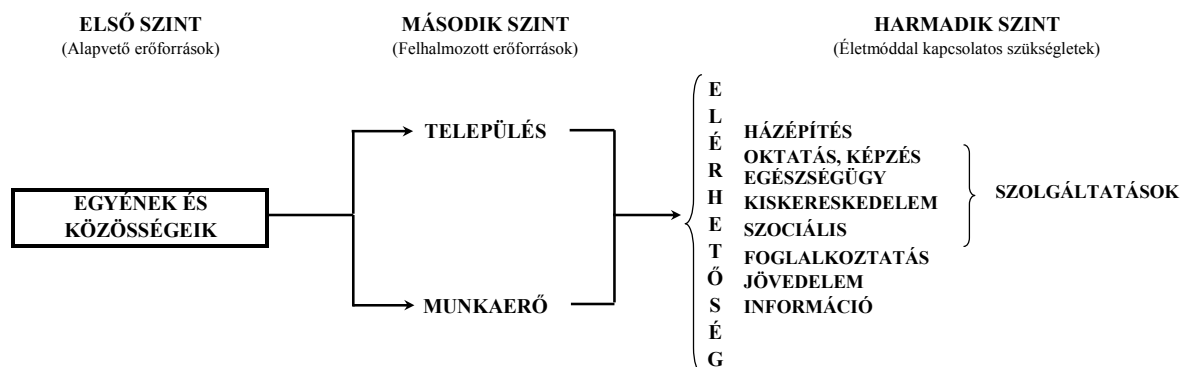 ELSŐ SZINT
(Alapvető erőforrások)
MÁSODIK SZINT
(Felhalmozott erőforrások)
HARMADIK SZINT
(Életmóddal kapcsolatos szükségletek)
EGYÉNEK ÉS
KÖZÖSSÉGEIK
TELEPÜLÉS
MUNKAERŐ
E
L
É
R
H
E
T
Ő
S
É
G
HÁZÉPÍTÉS
OKTATÁS, KÉPZÉS
EGÉSZSÉGÜGY
KISKERESKEDELEM
SZOCIÁLIS
FOGLALKOZTATÁS
JÖVEDELEM
INFORMÁCIÓ
SZOLGÁLTATÁSOK